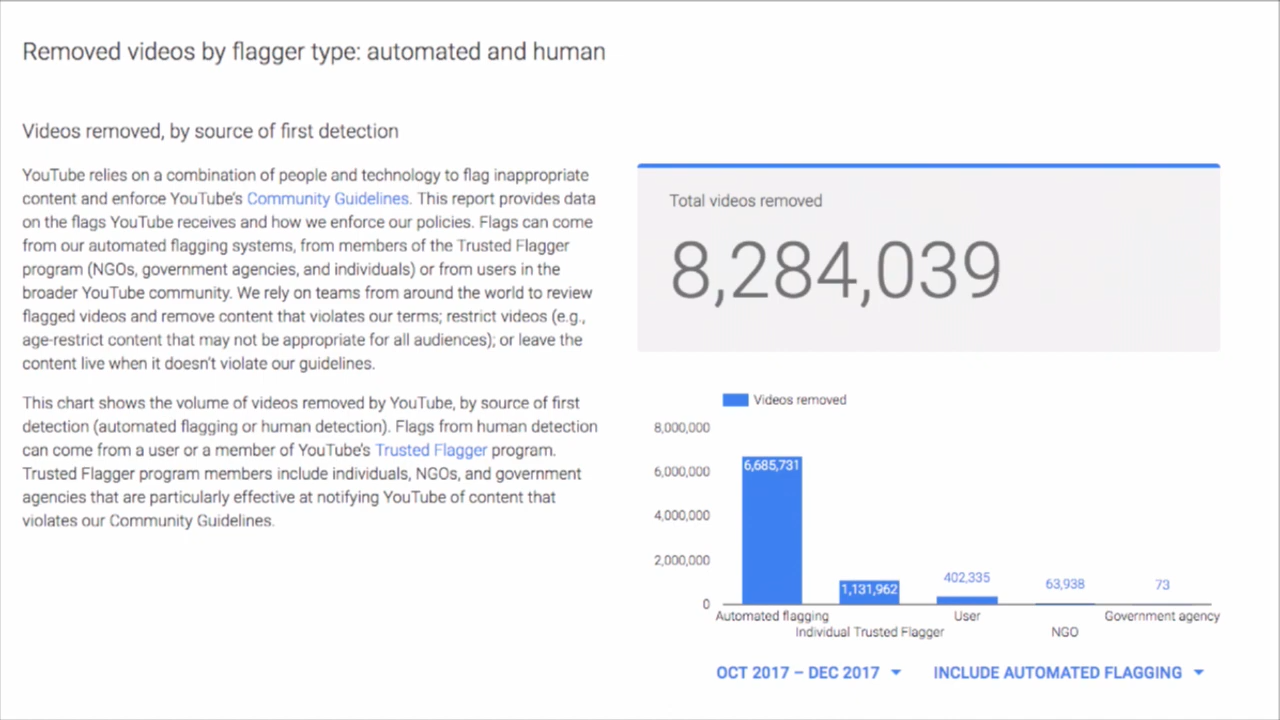 Removed videos by flagger type: automated and human
Videos removed, by source of first detection
YouTube relies on a combination of people and technology to flag inappropriate
content and enforce YouTube's Community Guidelines. This report provides data
on the flags YouTube receives and how we enforce our policies. Flags can come
from our automated flagging systems, from members of the Trusted Flagger
program (NGOs, government agencies, and individuals) or from users in the
broader YouTube community. We rely on teams from around the world to review
flagged videos and remove content that violates our terms; restrict videos (e.g.,
age-restrict content that may not be appropriate for all audiences); or leave the
content live when it doesn't violate our guidelines.
This chart shows the volume of videos removed by YouTube, by source of first
detection (automated flagging or human detection). Flags from human detection
can come from a user or a member of YouTube's Trusted Flagger program.
Trusted Flagger program members include individuals, NGOs, and government
agencies that are particularly effective at notifying YouTube of content that
violates our Community Guidelines.
Total videos removed
8,284,039
Videos removed
8,000,000
6,000,000
4,000,000
2,000,000
0
6,685,731
1,131,962
402,335
63,938
73
Automated flagging
Individual Trusted Flagger
User
NGO
Government agency
OCT 2017 – DEC 2017
INCLUDE AUTOMATED FLAGGING